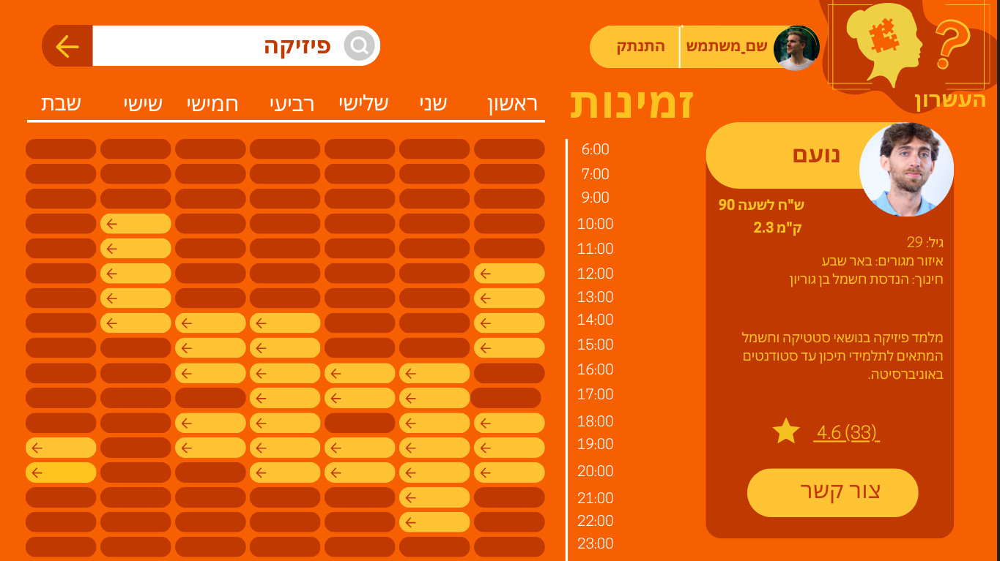 ?
העשרון
שם_משתמש
התנתק
פיזיקה
זמינות
ראשון
שני
שלישי
רביעי
חמישי
שישי
שבת
6:00
7:00
9:00
10:00
11:00
12:00
13:00
14:00
15:00
16:00
17:00
18:00
19:00
20:00
21:00
22:00
23:00
נועם
ש"ח לשעה 90
ק"מ 2.3
גיל: 29
איזור מגורים: באר שבע
חינוך: הנדסת חשמל בן גוריון
מלמד פיזיקה בנושאי סטטיקה וחשמל
המתאים לתלמידי תיכון עד סטודנטים
באוניברסיטה.
4.6 (33)
צור קשר